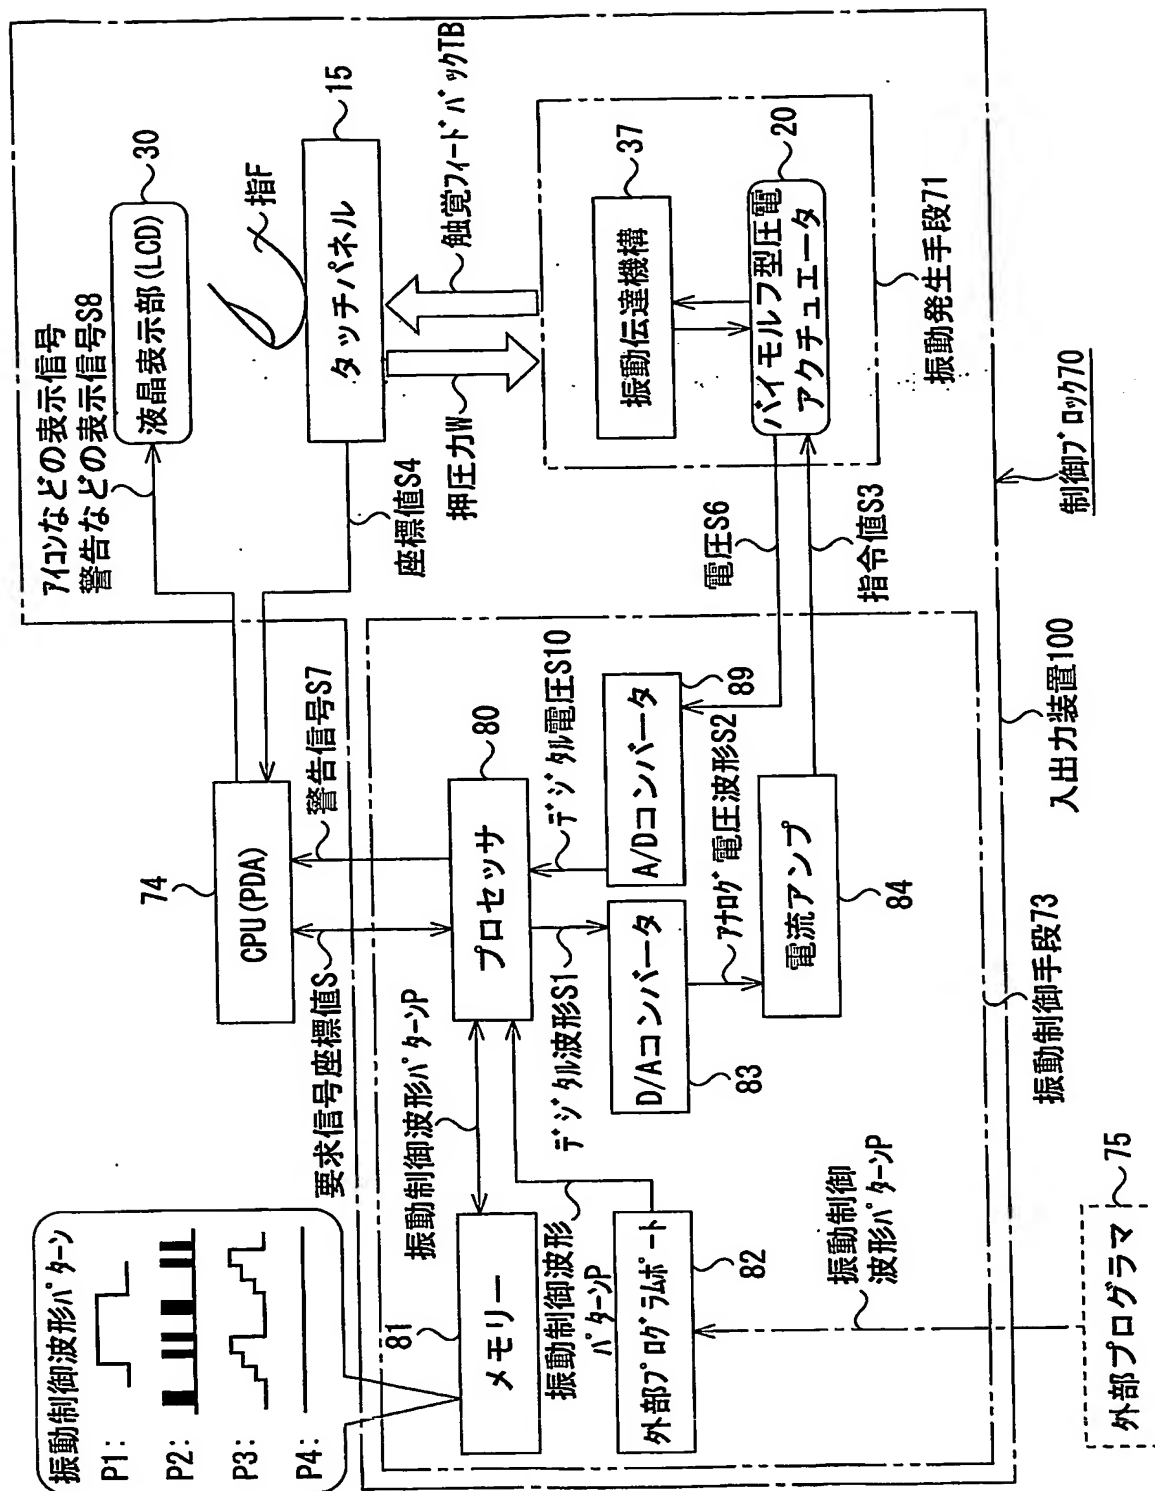 振動制御波形パターン
P1:
P2:
P3:
P4:
アイコンなどの表示信号
警告などの表示信号S8
液晶表示部(LCD)
30
指F
タッチパネル
15
座標値S4
押圧力W
触覚フィードバックTB
74
CPU(PDA)
要求信号座標値S
警告信号S7
メモリー
81
振動制御波形パターンP
プロセッサ
80
デジタル波形S1
デジタル電圧S10
振動制御波形
パターンP
外部プログラムポート
82
D/Aコンバータ
83
A/Dコンバータ
89
アナログ電圧波形S2
電流アンプ
84
電圧S6
指令値S3
振動伝達機構
37
バイモルフ型圧電
アクチュエータ
20
振動発生手段71
振動制御
波形パターンP
外部プログラマ
75
振動制御手段73
入出力装置100
制御ブロック70